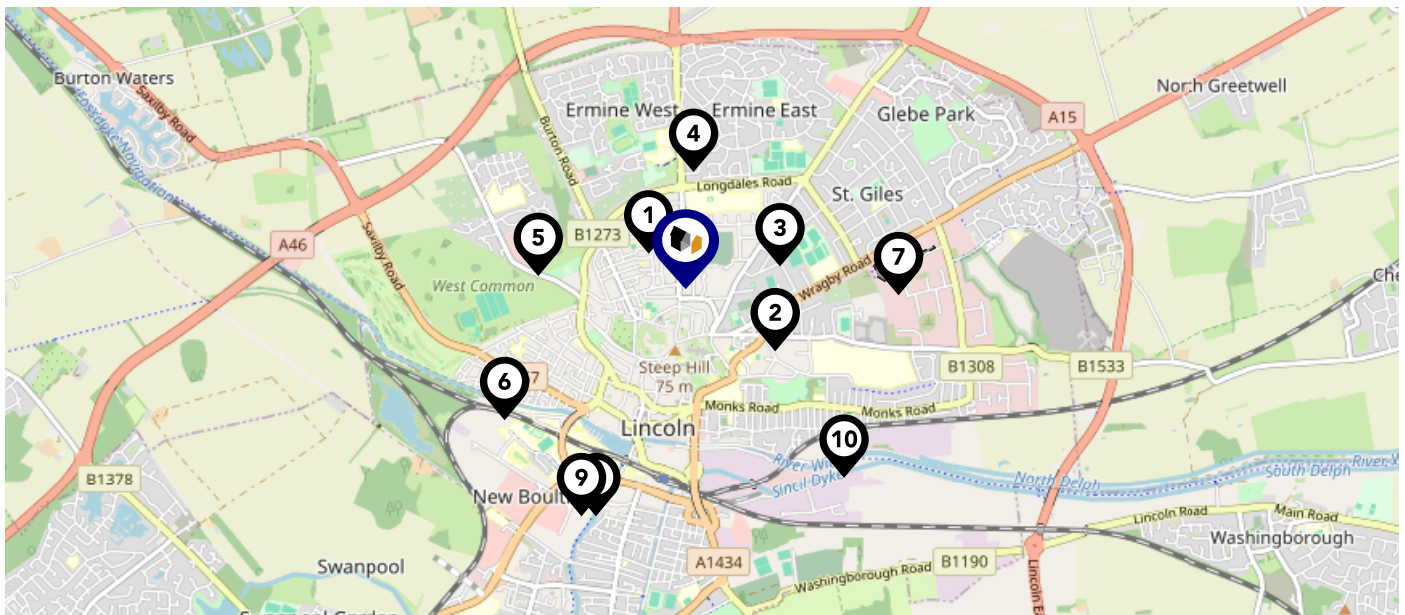 Burton Waters
Saxilby Road
Fossdyke Navigation
Burton Road
Ermine West
Ermine East
Glebe Park
A15
North Greetwell
4
Longdales Road
St. Giles
1
B1273
3
5
A46
Saxilby Road
West Common
7
Wragby Road
2
Steep Hill
75 m
6
B1308
B1533
Monks Road
Monks Road
Lincoln
10
B1378
9
New Boult
Sincil Dyke
North Delph
South Delph
Lincoln Road
Main Road
Washingborough
Swanpool
A1434
Washingborough Road
B1190